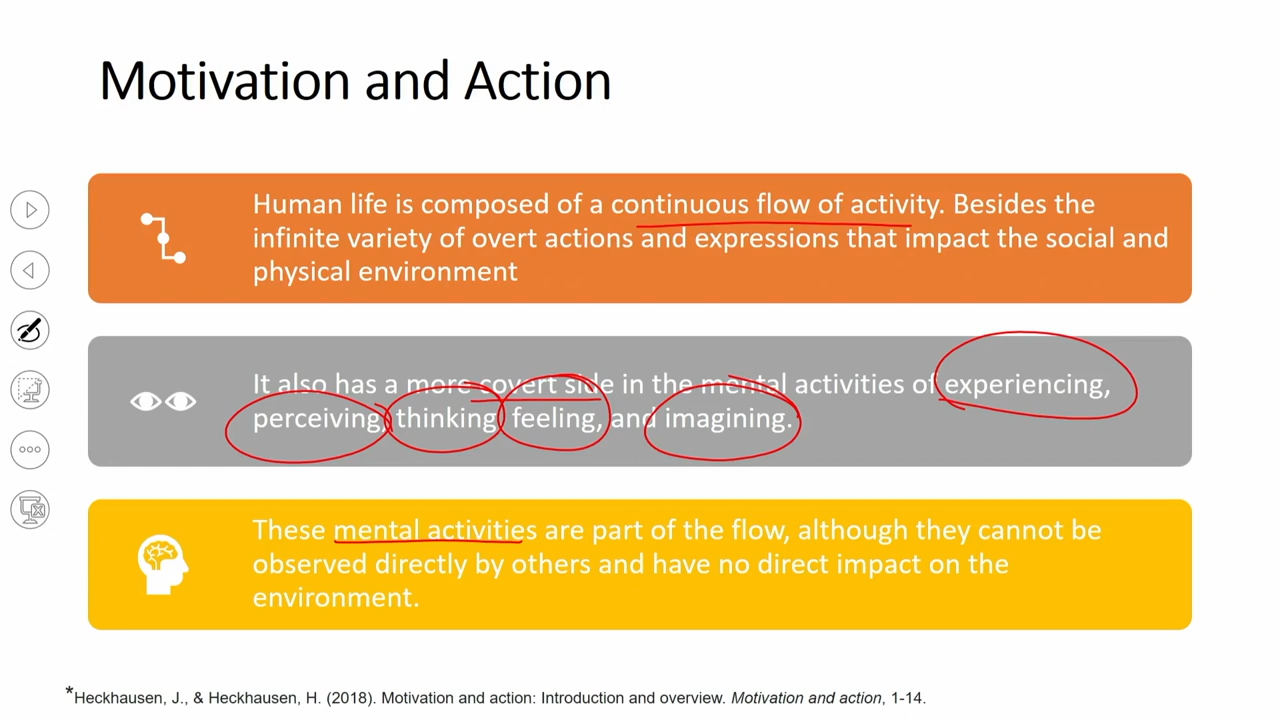 Motivation and Action
Human life is composed of a continuous flow of activity. Besides the
infinite variety of overt actions and expressions that impact the social and
physical environment
It also has a more covert side in the mental activities of experiencing,
perceiving, thinking, feeling, and imagining.
These mental activities are part of the flow, although they cannot be
observed directly by others and have no direct impact on the
environment.
*Heckhausen, J., & Heckhausen, H. (2018). Motivation and action: Introduction and overview. Motivation and action, 1-14.